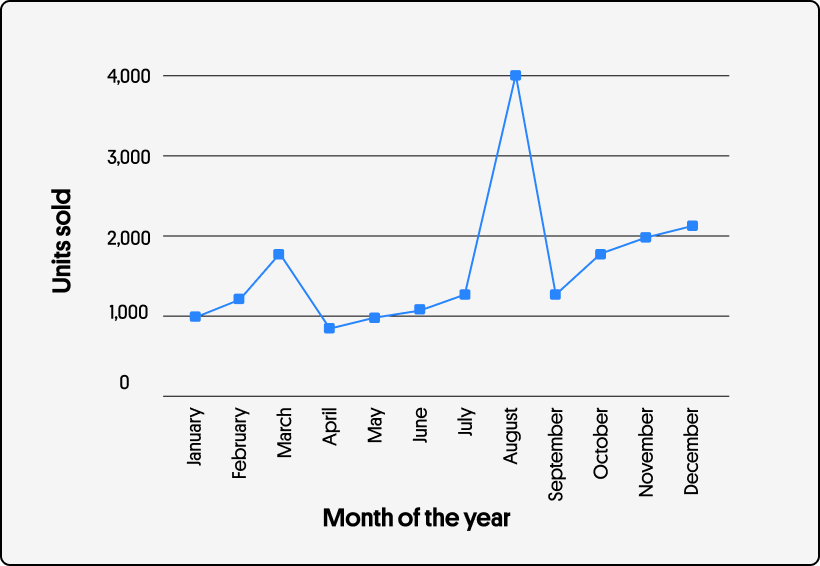 4,000
3,000
2,000
1,000
0
Units sold
January
February
March
April
May
June
July
August
September
October
November
December
Month of the year